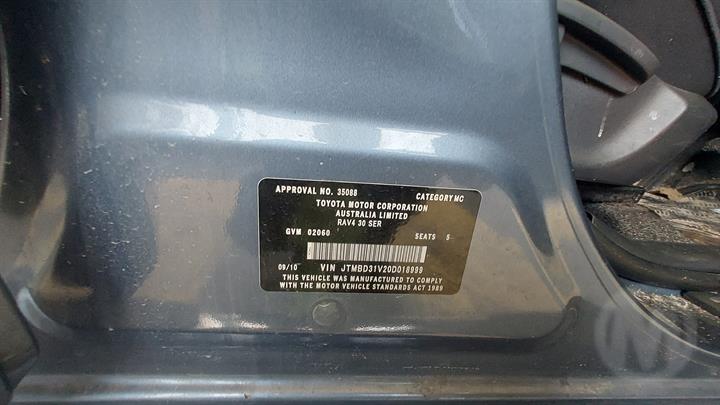 APPROVAL NO. 35088 CATEGORY MC
TOYOTA MOTOR CORPORATION
AUSTRALIA LIMITED
RAV4 30 SER
GVM 02060 SEATS 5
09/10 VIN JTMBD31V20D018999
THIS VEHICLE WAS MANUFACTURED TO COMPLY
WITH THE MOTOR VEHICLE STANDARDS ACT 1989